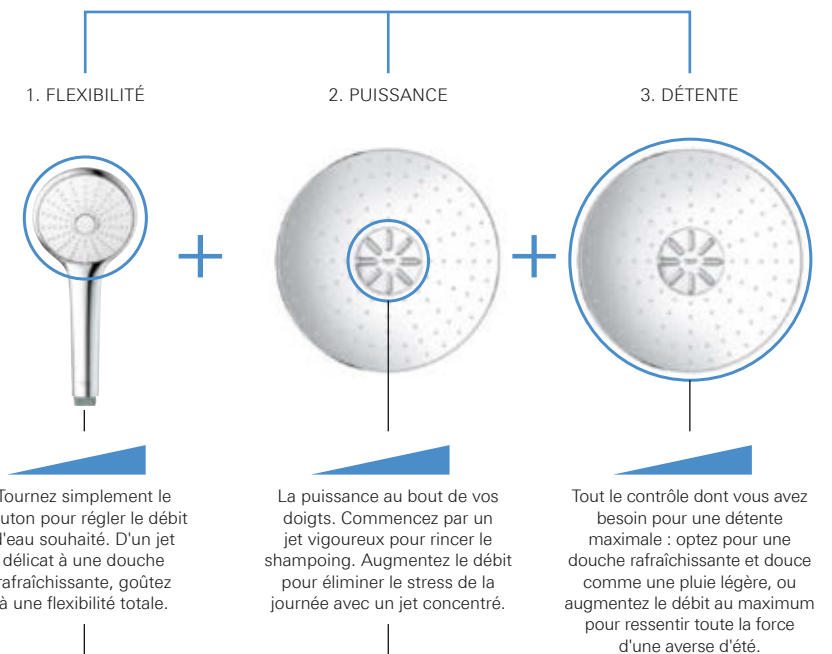 1. FLEXIBILITÉ
2. PUISSANCE
3. DÉTENTE
Tournez simplement le
uton pour régler le débit
d'eau souhaité. D'un jet
délicat à une douche
rafraîchissante, goûtez
à une flexibilité totale.
La puissance au bout de vos
doigts. Commencez par un
jet vigoureux pour rincer le
shampoing. Augmentez le débit
pour éliminer le stress de la
journée avec un jet concentré.
Tout le contrôle dont vous avez
besoin pour une détente
maximale : optez pour une
douche rafraîchissante et douce
comme une pluie légère, ou
augmentez le débit au maximum
pour ressentir toute la force
d'une averse d'été.